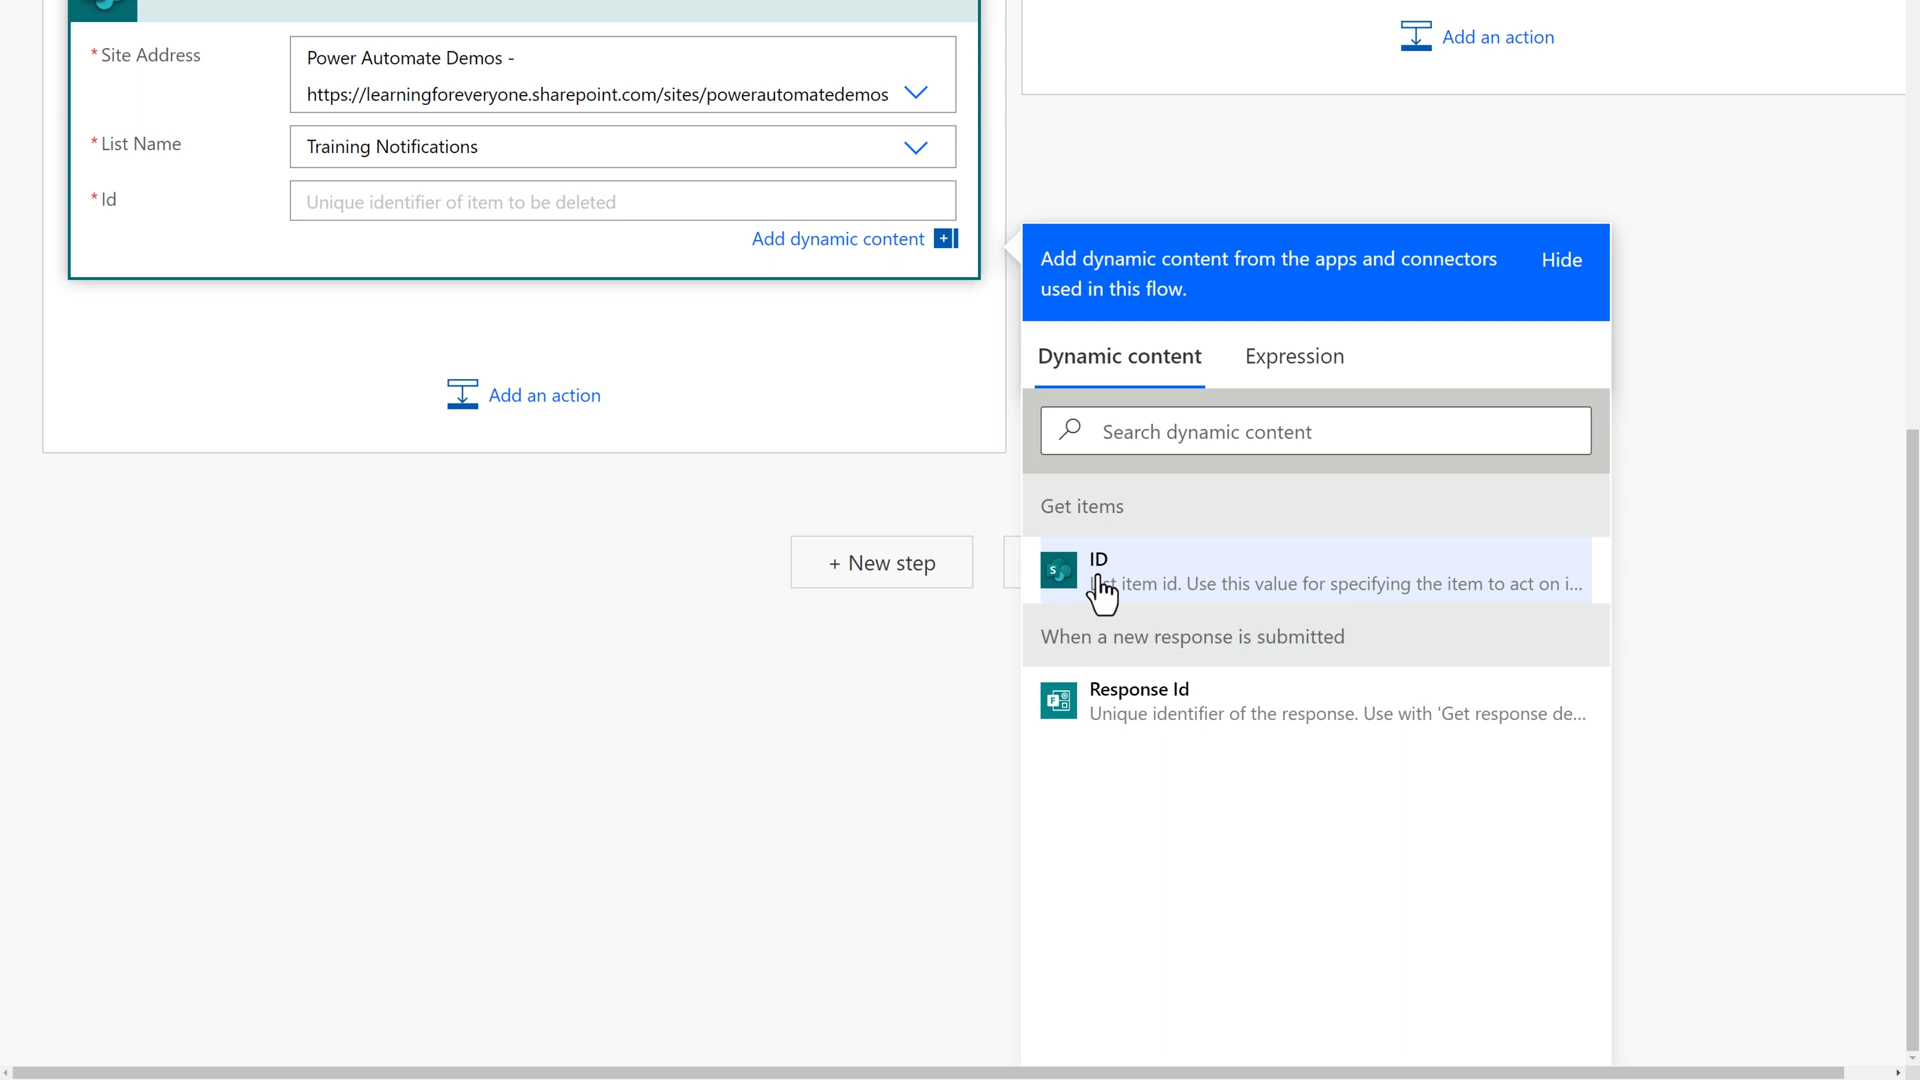 * Site Address
Power Automate Demos -
https://learningforeveryone.sharepoint.com/sites/powerautomatedemos
* List Name
Training Notifications
* Id
Unique identifier of item to be deleted
Add dynamic content
Add an action
+ New step
Add an action
Add dynamic content from the apps and connectors
used in this flow.
Hide
Dynamic content
Expression
Search dynamic content
Get items
S
ID
item id. Use this value for specifying the item to act on i...
When a new response is submitted
F
Response Id
Unique identifier of the response. Use with 'Get response de...